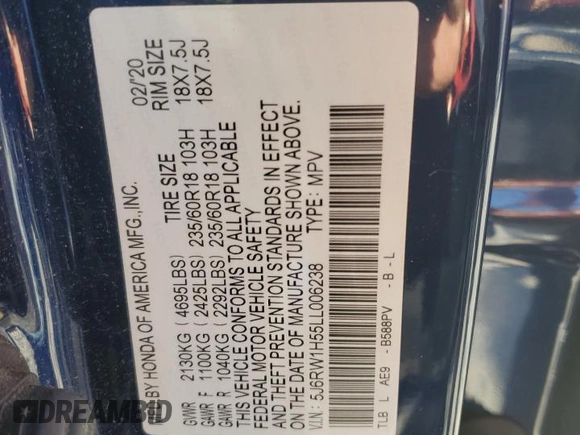 BY HONDA OF AMERICA MFG.,INC. 02/'20
TIRE SIZE RIM SIZE
GVWR 2130KG (4695LBS)
GAWR F 1100KG (2425LBS) 235/60R18 103H 18X7.5J
GAWR R 1040KG (2292LBS) 235/60R18 103H 18X7.5J
THIS VEHICLE CONFORMS TO ALL APPLICABLE
FEDERAL MOTOR VEHICLE SAFETY
AND THEFT PREVENTION STANDARDS IN EFFECT
ON THE DATE OF MANUFACTURE SHOWN ABOVE.
V.I.N: 5J6RW1H55LL006238 TYPE: MPV
TLB L AE9 -B588PV -B-L
DREAMBID